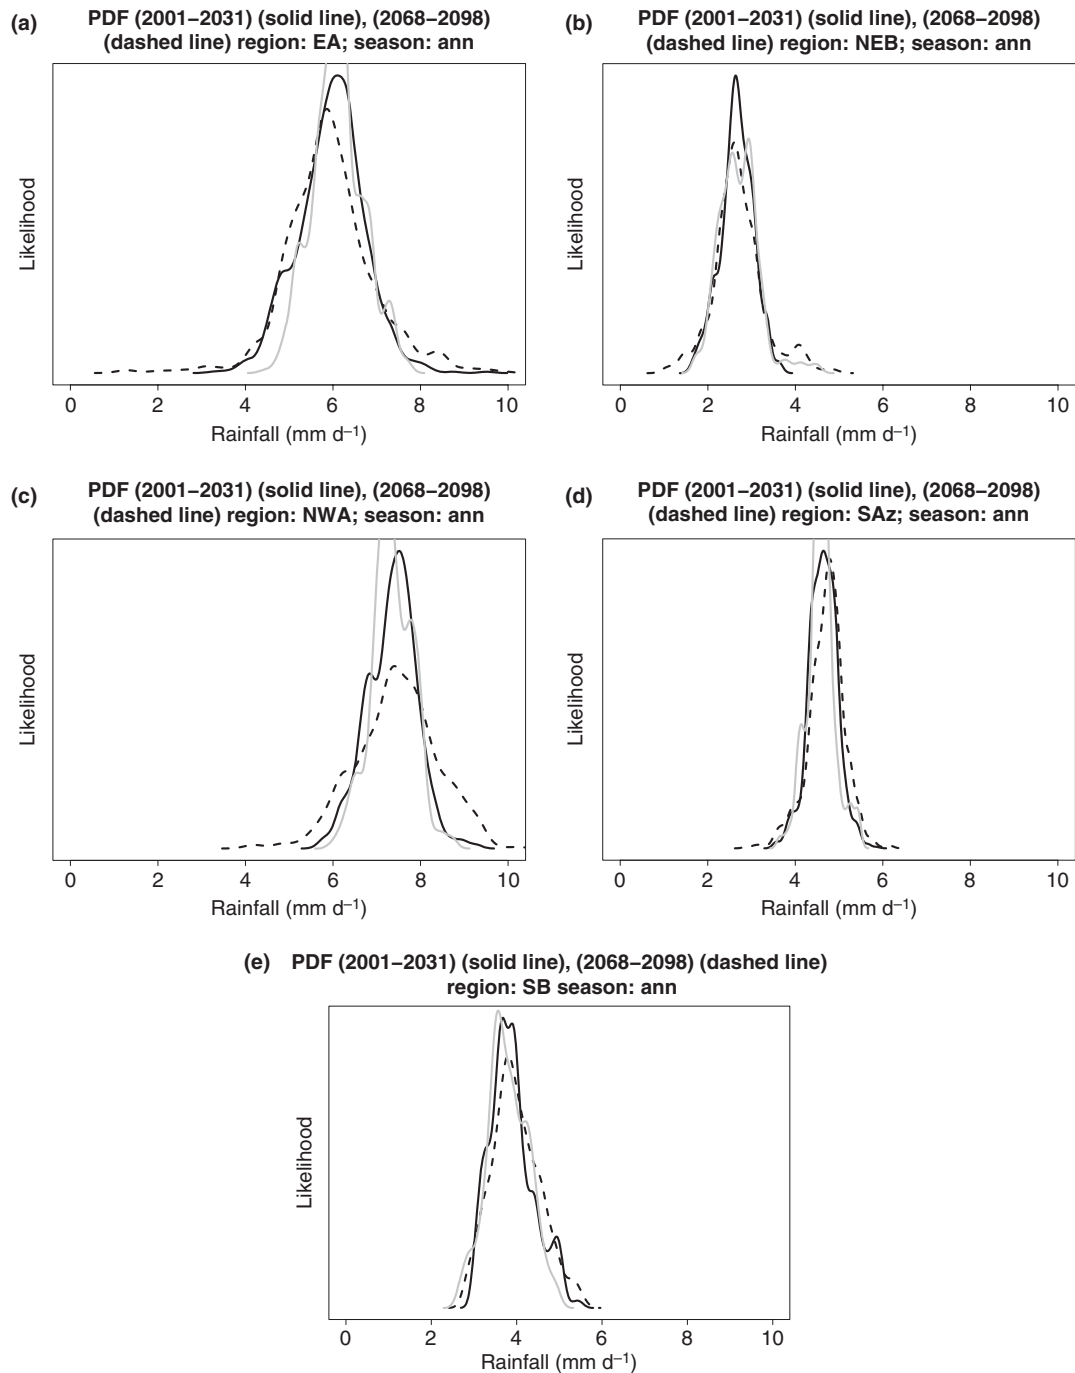 (a)
PDF (2001–2031) (solid line), (2068–2098)
(dashed line) region: EA; season: ann
Likelihood
0 2 4 6 8 10
Rainfall (mm d–1)
(b)
PDF (2001–2031) (solid line), (2068–2098)
(dashed line) region: NEB; season: ann
Likelihood
0 2 4 6 8 10
Rainfall (mm d–1)
(c)
PDF (2001–2031) (solid line), (2068–2098)
(dashed line) region: NWA; season: ann
Likelihood
0 2 4 6 8 10
Rainfall (mm d–1)
(d)
PDF (2001–2031) (solid line), (2068–2098)
(dashed line) region: SAz; season: ann
Likelihood
0 2 4 6 8 10
Rainfall (mm d–1)
(e) PDF (2001–2031) (solid line), (2068–2098) (dashed line)
region: SB season: ann
Likelihood
0 2 4 6 8 10
Rainfall (mm d–1)